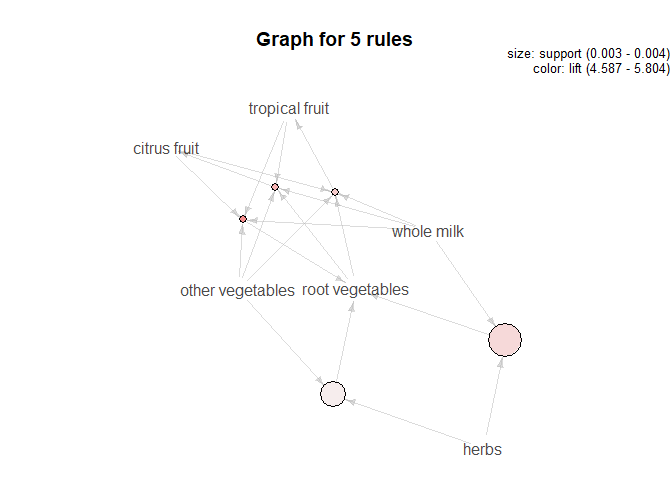 Graph for 5 rules
size: support (0.003 - 0.004)
color: lift (4.587 - 5.804)
tropical fruit
citrus fruit
whole milk
other vegetables
root vegetables
herbs